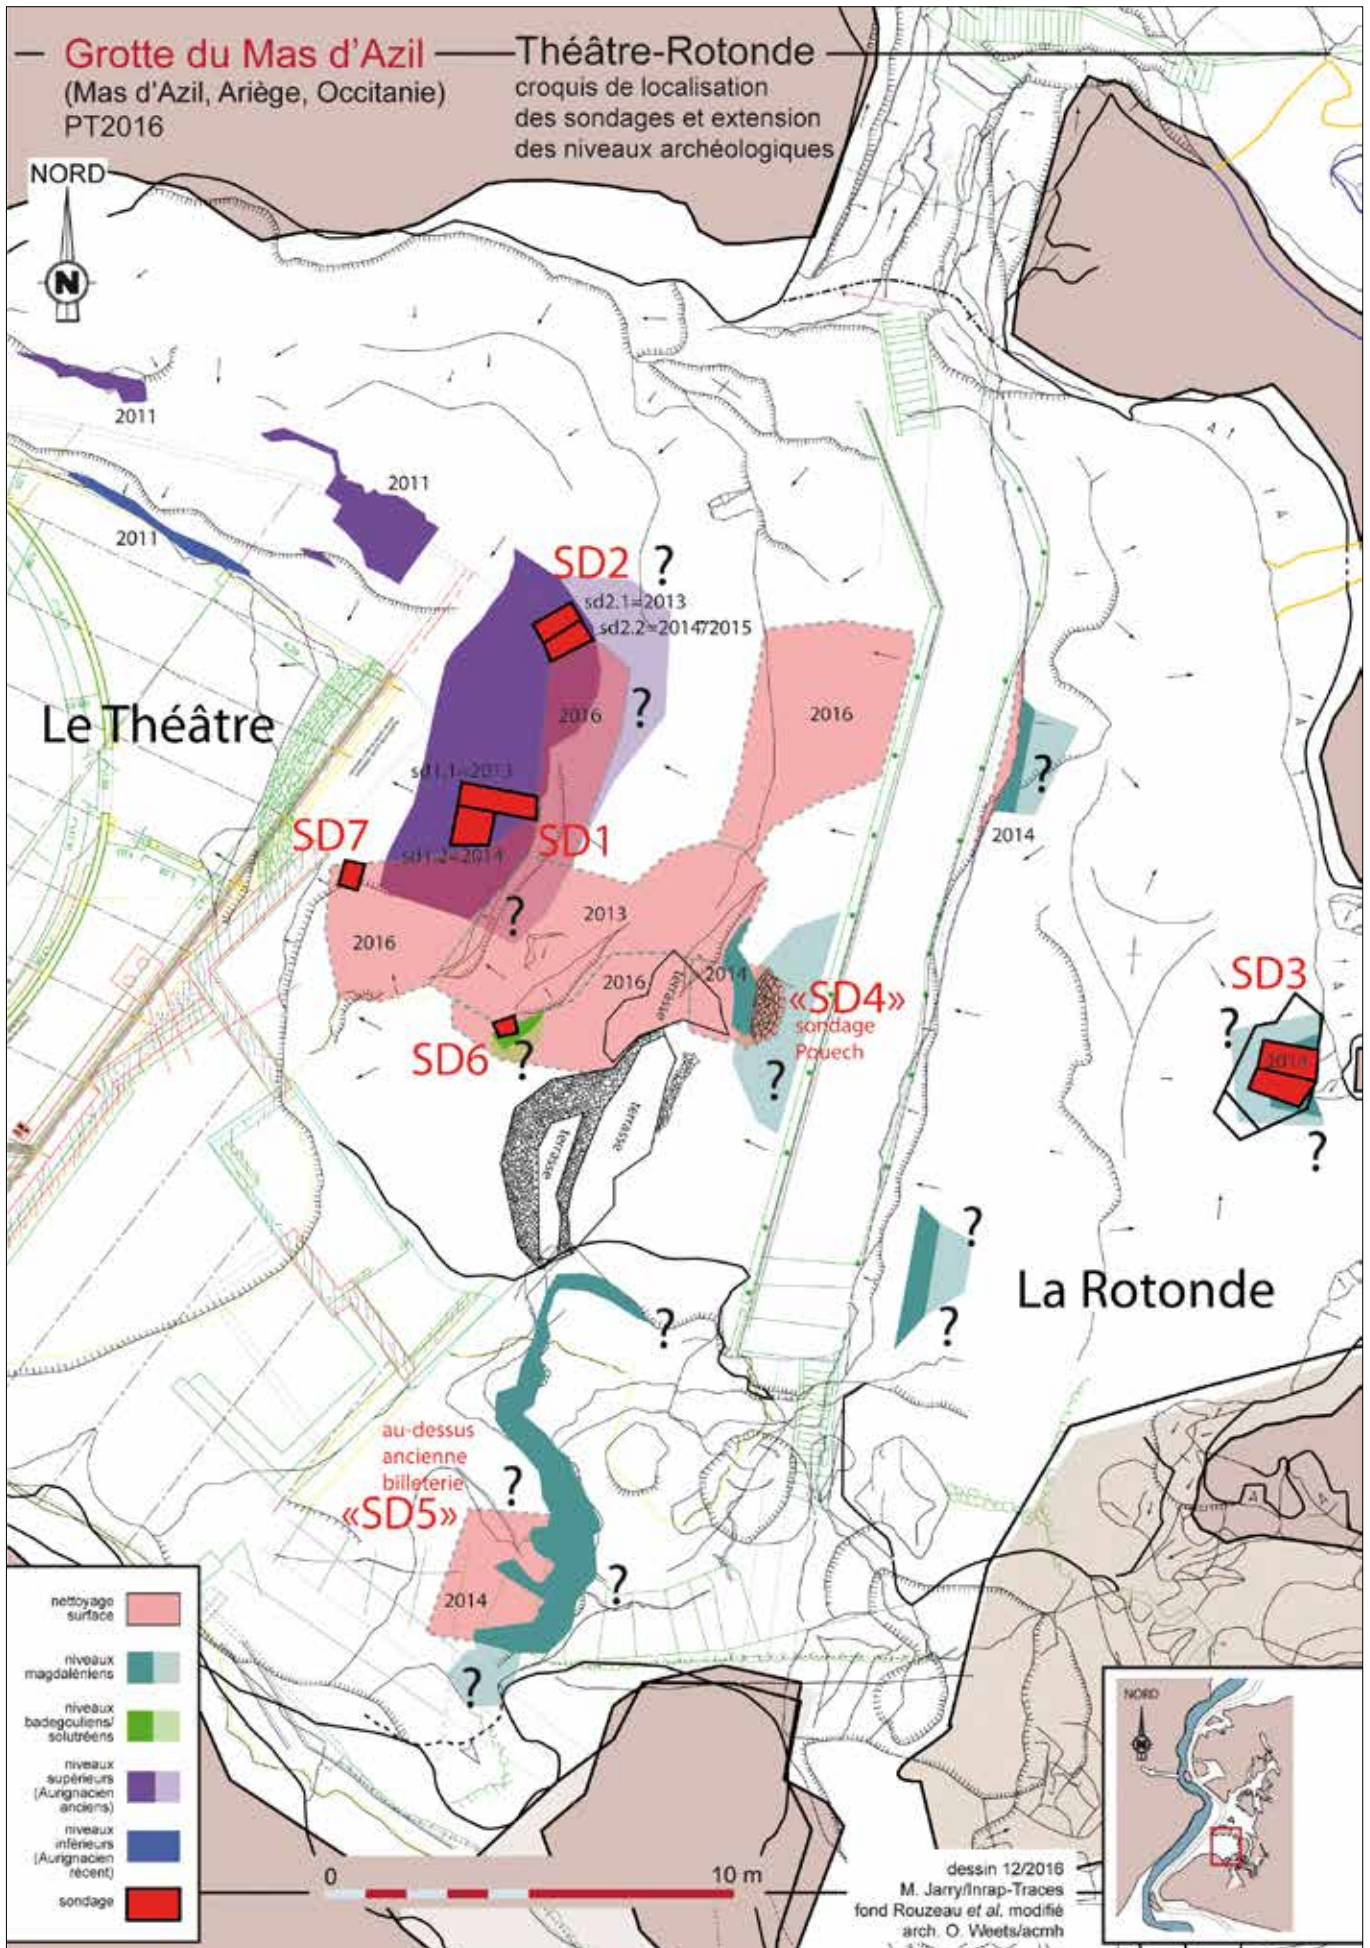 Grotte du Mas d'Azil
(Mas d'Azil, Ariège, Occitanie)
PT2016
Théâtre-Rotonde
croquis de localisation
des sondages et extension
des niveaux archéologiques
NORD
N
2011
2011
2011
SD2
?
sd2.1=2013
sd2.2=2014?2015
Le Théâtre
2016
?
2016
?
2014
sd1.1=2013
SD1
sd1.2=2014
SD7
?
2013
2016
2016
terrasse
2014
«SD4»
sondage
Pouech
?
SD6
?
SD3
?
2014
?
terrasse
terrasse
?
?
La Rotonde
?
au-dessus
ancienne
billeterie
?
«SD5»
2014
?
?
nettoyage
surface
niveaux
magdaléniens
niveaux
badegouliens/
solutréens
niveaux
supérieurs
(Aurignacien
anciens)
niveaux
inférieurs
(Aurignacien
récent)
sondage
0
10 m
dessin 12/2016
M. Jarry/Inrap-Traces
fond Rouzeau et al. modifié
arch. O. Weets/acmh
NORD
N